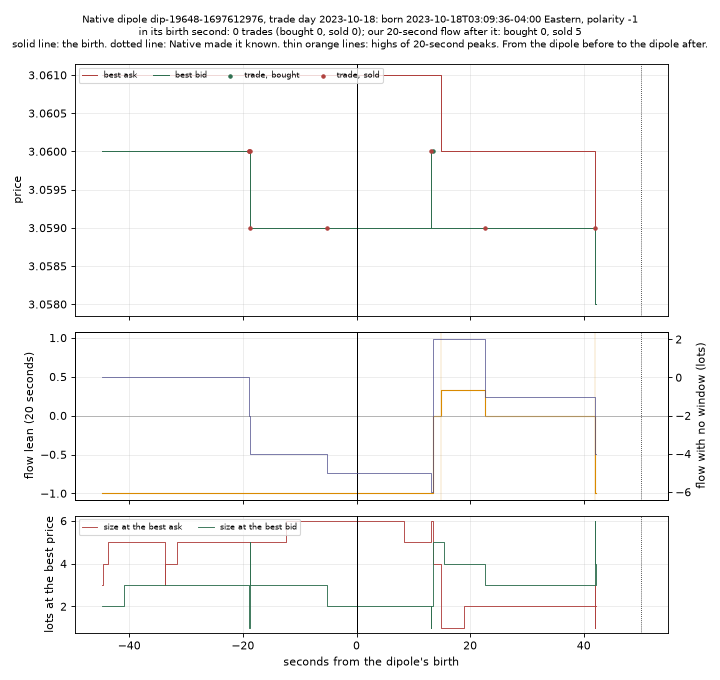 Native dipole dip-19648-1697612976, trade day 2023-10-18: born 2023-10-18T03:09:36-04:00 Eastern, polarity -1
in its birth second: 0 trades (bought 0, sold 0); our 20-second flow after it: bought 0, sold 5
solid line: the birth. dotted line: Native made it known. thin orange lines: highs of 20-second peaks. From the dipole before to the dipole after.
best ask best bid trade, bought trade, sold
3.0610
3.0605
3.0600
3.0595
3.0590
3.0585
3.0580
price
1.0
0.5
0.0
−0.5
−1.0
flow lean (20 seconds)
2
0
−2
−4
−6
flow with no window (lots)
size at the best ask size at the best bid
6
4
2
lots at the best price
−40 −20 0 20 40
seconds from the dipole's birth